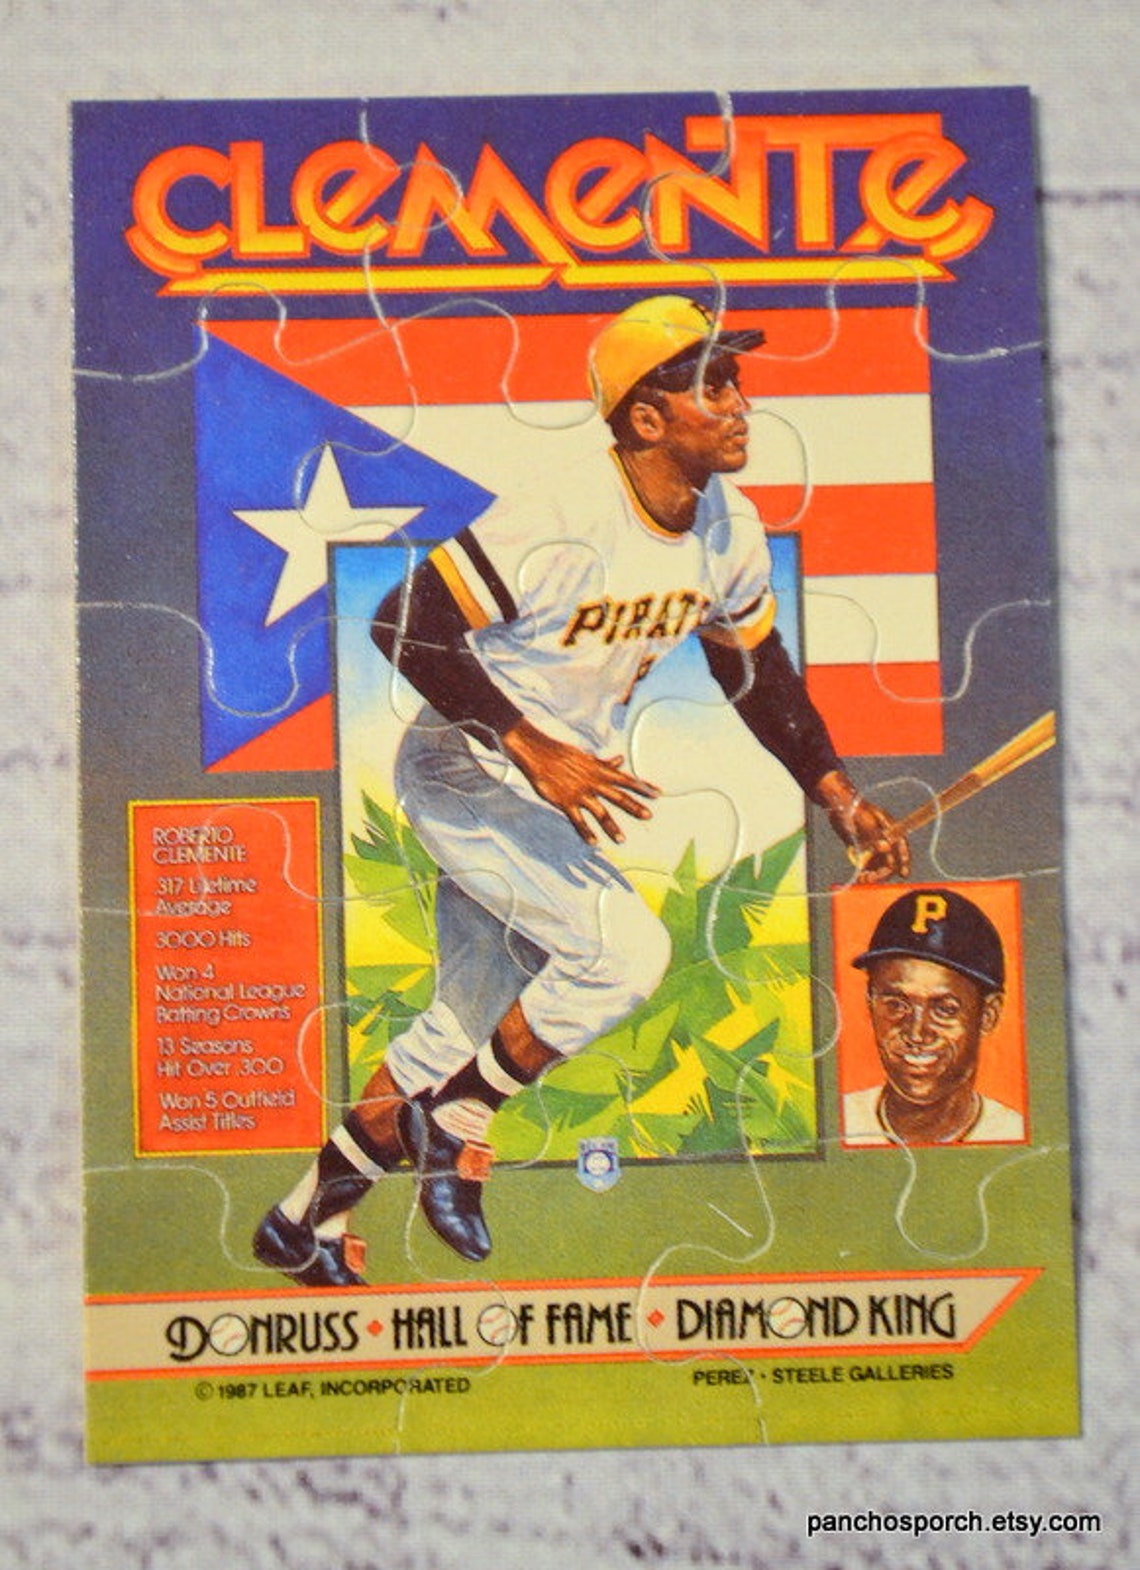 CLEMENTE
P
PIRATE
P
ROBERTO
CLEMENTE
.317 Lifetime
Average
3000 Hits
Won 4
National League
Batting Crowns
13 Seasons
Hit Over .300
Won 5 Outfield
Assist Titles
DONRUSS • HALL OF FAME • DIAMOND KING
© 1987 LEAF, INCORPORATED
PEREZ • STEELE GALLERIES
panchosporch.etsy.com